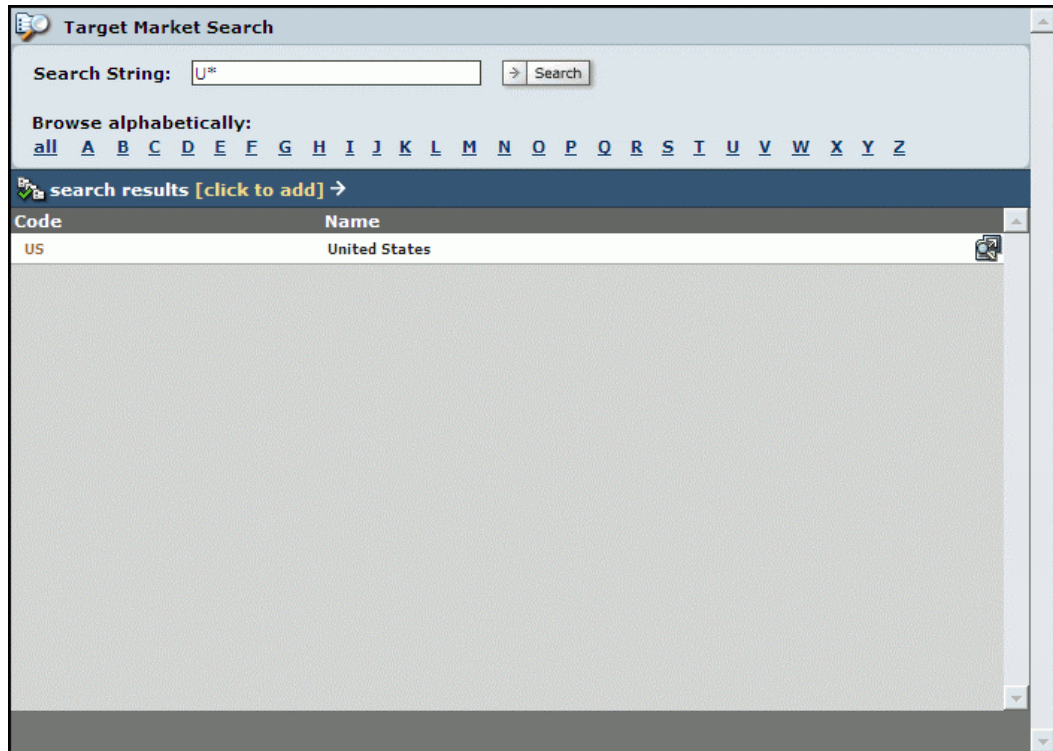 Target Market Search
Search String: U* Search
Browse alphabetically:
all A B C D E F G H I J K L M N O P Q R S T U V W X Y Z
search results [click to add] →
Code Name
US United States